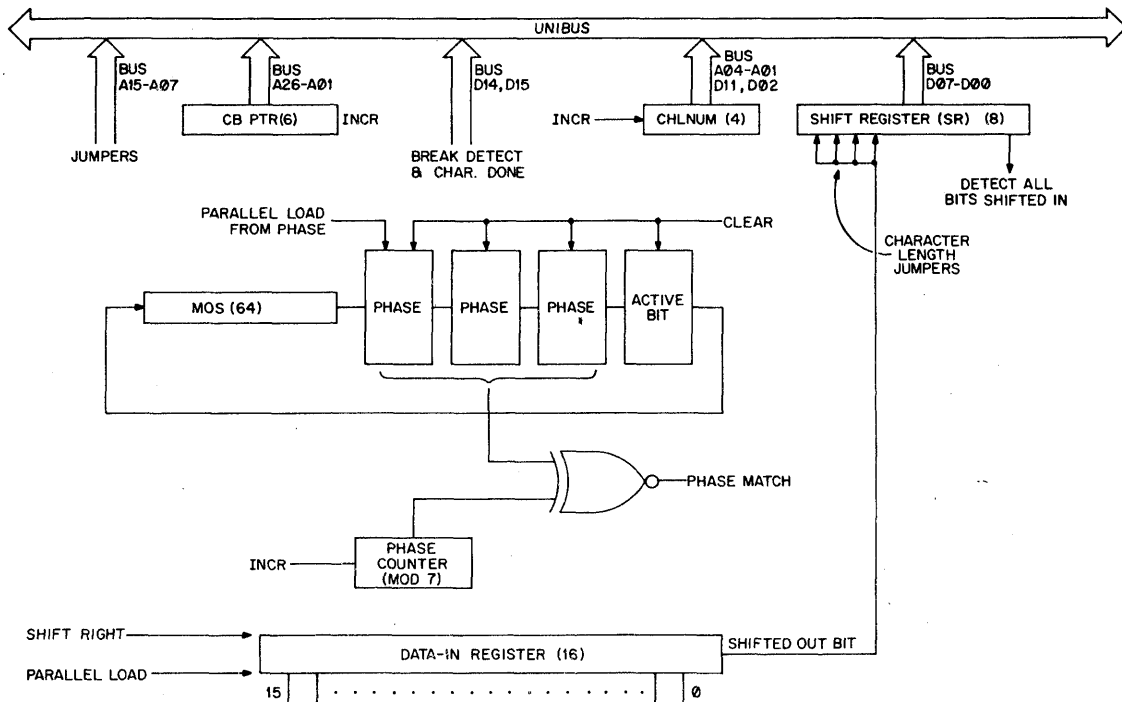 UNIBUS
BUS
A15-A07
BUS
A26-A01
BUS
D14, D15
BUS
A04-A01
D11, D02
BUS
D07-D00
CB PTR(6)
INCR
INCR
CHLNUM (4)
SHIFT REGISTER (SR) (8)
JUMPERS
BREAK DETECT
& CHAR. DONE
DETECT ALL
BITS SHIFTED IN
PARALLEL LOAD
FROM PHASE
CLEAR
CHARACTER
LENGTH
JUMPERS
MOS (64)
PHASE
PHASE
PHASE
ACTIVE
BIT
PHASE MATCH
INCR
PHASE
COUNTER
(MOD 7)
SHIFT RIGHT
DATA-IN REGISTER (16)
SHIFTED OUT BIT
PARALLEL LOAD
15 . . . . . . . . . . . . . . . . . . . 0